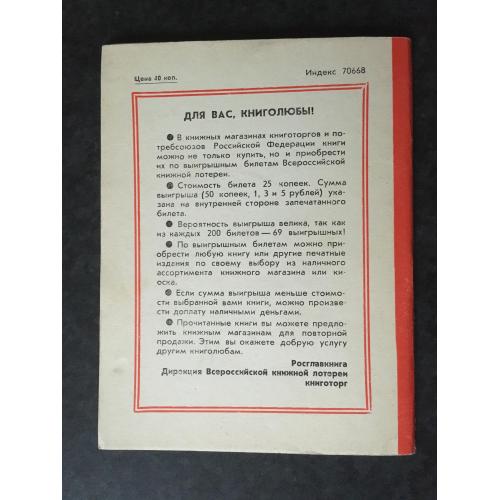 Цена 40 коп.
Индекс 70668
ДЛЯ ВАС, КНИГОЛЮБЫ!
● В книжных магазинах книготоргов и по-
требсоюзов Российской Федерации книги
можно не только купить, но и приобрести
их по выигрышным билетам Всероссийской
книжной лотереи.
● Стоимость билета 25 копеек. Сумма
выигрыша (50 копеек, 1, 3 и 5 рублей) ука-
зана на внутренней стороне запечатанного
билета.
● Вероятность выигрыша велика, так как
из каждых 200 билетов — 69 выигрышных!
● По выигрышным билетам можно при-
обрести любую книгу или другие печатные
издания по своему выбору из наличного
ассортимента книжного магазина или ки-
оска.
● Если сумма выигрыша меньше стоимо-
сти выбранной вами книги, можно произве-
сти доплату наличными деньгами.
● Прочитанные книги вы можете предло-
жить книжным магазинам для повторной
продажи. Этим вы окажете добрую услугу
другим книголюбам.
Росглавкнига
Дирекция Всероссийской книжной лотереи
книготорг